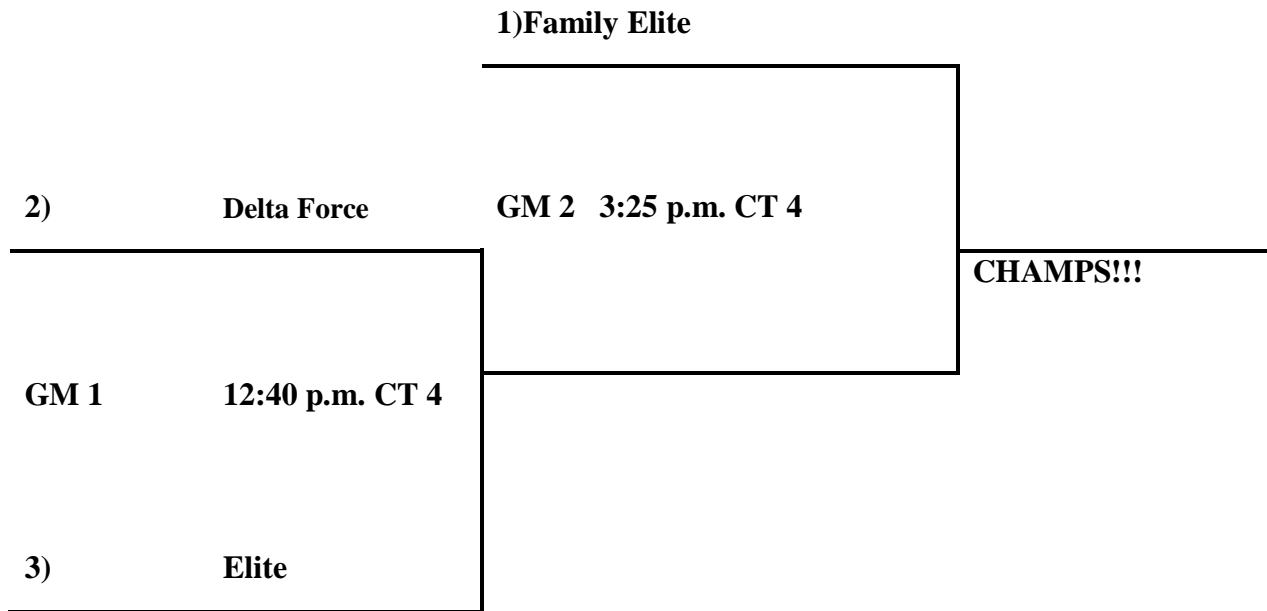 1)Family Elite
2) Delta Force GM 2 3:25 p.m. CT 4
CHAMPS!!!
GM 1 12:40 p.m. CT 4
3) Elite